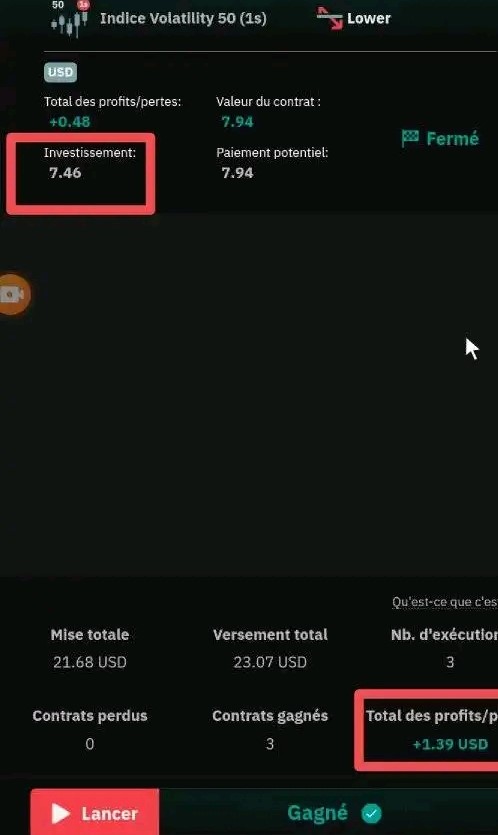 50 1s
Indice Volatility 50 (1s) Lower
USD
Total des profits/pertes: Valeur du contrat :
+0.48 7.94
Fermé
Investissement: Paiement potentiel:
7.46 7.94
Qu'est-ce que c'es
Mise totale Versement total Nb. d'exécution
21.68 USD 23.07 USD 3
Contrats perdus Contrats gagnés Total des profits/p
0 3 +1.39 USD
Lancer Gagné